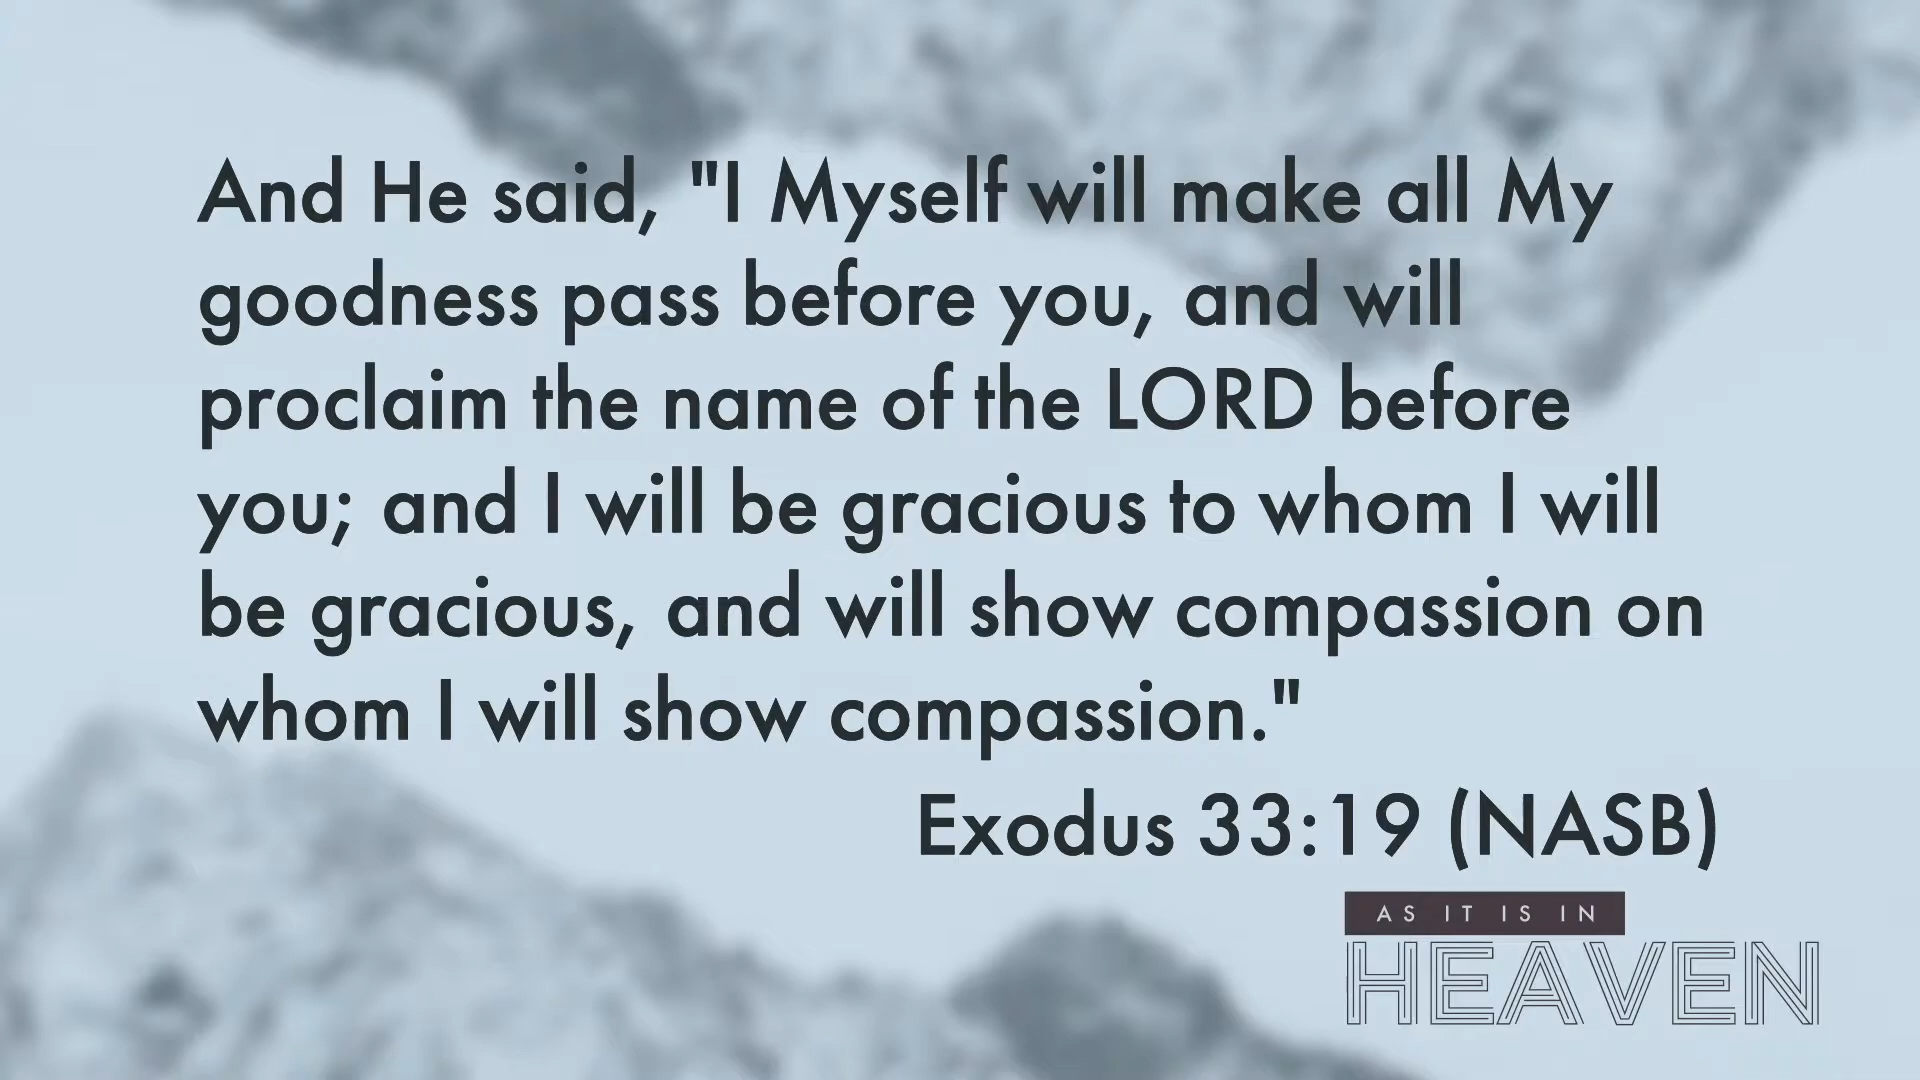 And He said, "I Myself will make all My
goodness pass before you, and will
proclaim the name of the LORD before
you; and I will be gracious to whom I will
be gracious, and will show compassion on
whom I will show compassion."
Exodus 33:19 (NASB)
AS IT IS IN
HEAVEN